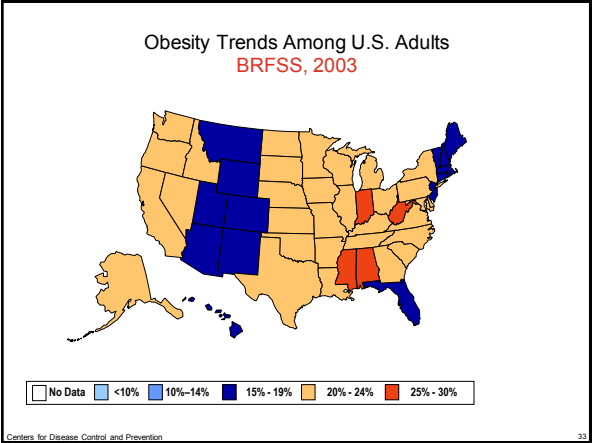 Obesity Trends Among U.S. Adults
BRFSS, 2003
No Data <10% 10%–14% 15% - 19% 20% - 24% 25% - 30%
Centers for Disease Control and Prevention 33